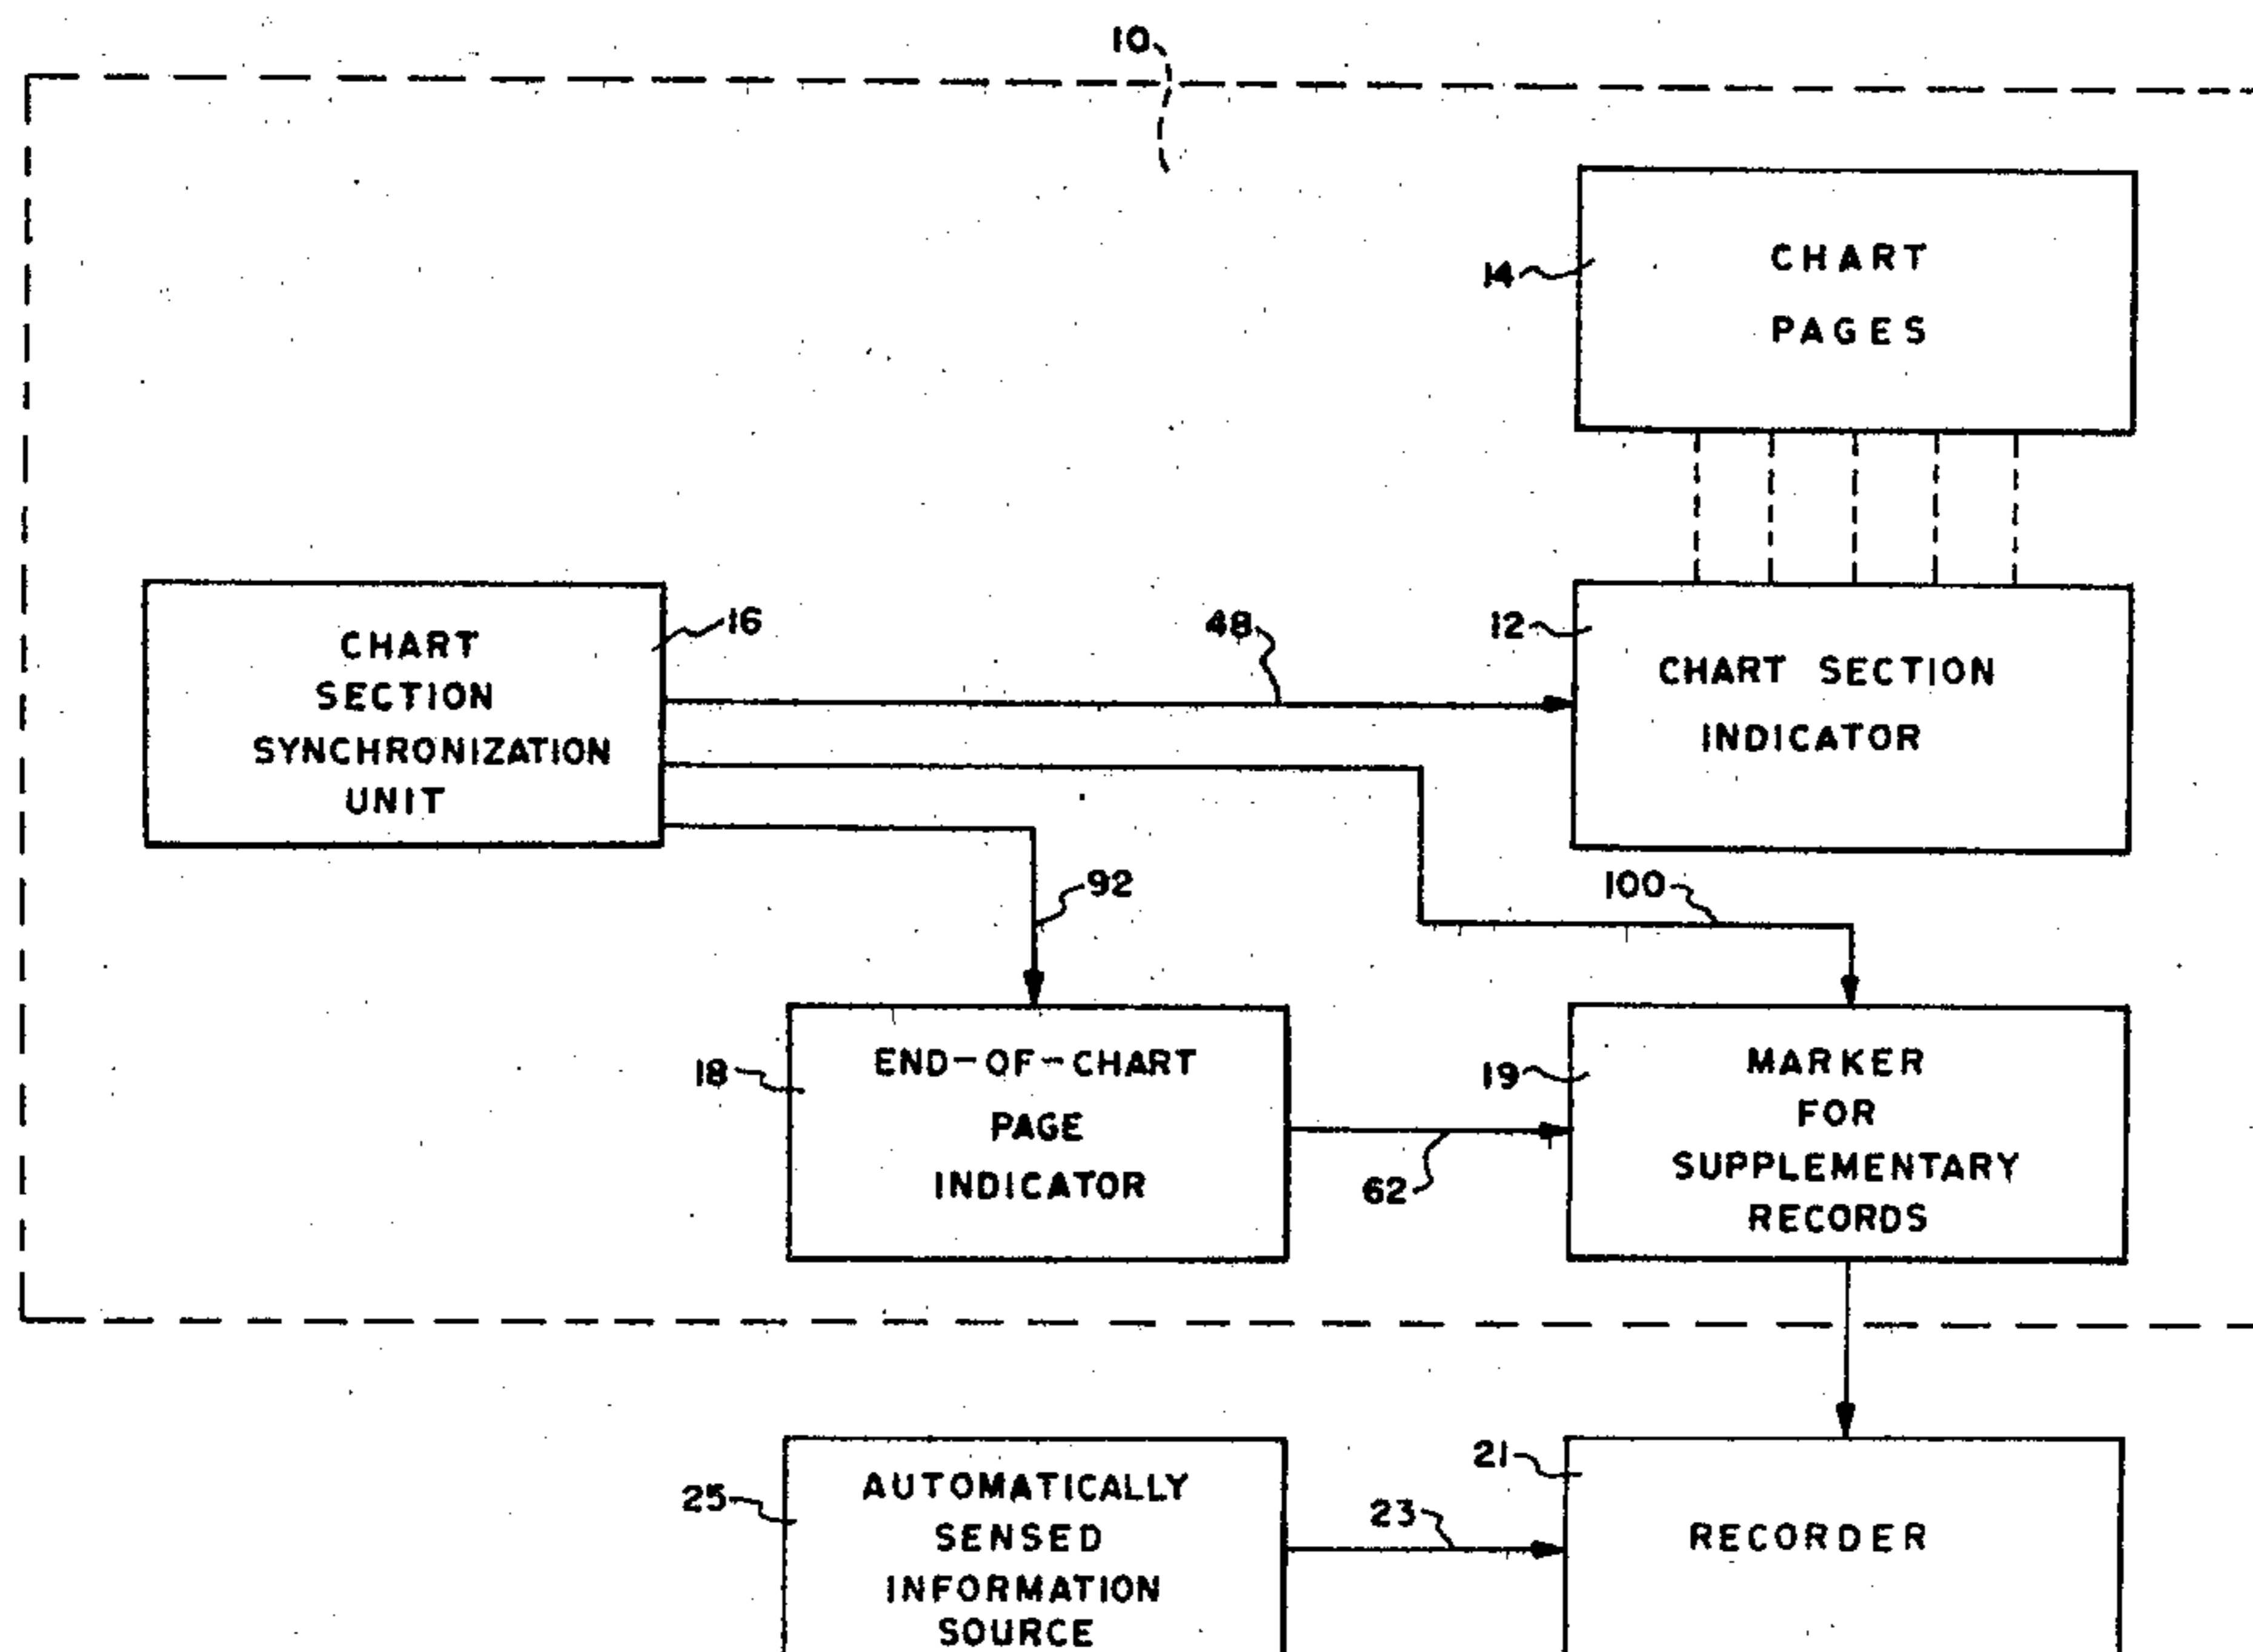 10
14
CHART
PAGES
CHART
SECTION
SYNCHRONIZATION
UNIT
16
48
12
CHART SECTION
INDICATOR
92
100
18
END-OF-CHART
PAGE
INDICATOR
62
19
MARKER
FOR
SUPPLEMENTARY
RECORDS
25
AUTOMATICALLY
SENSED
INFORMATION
SOURCE
23
21
RECORDER